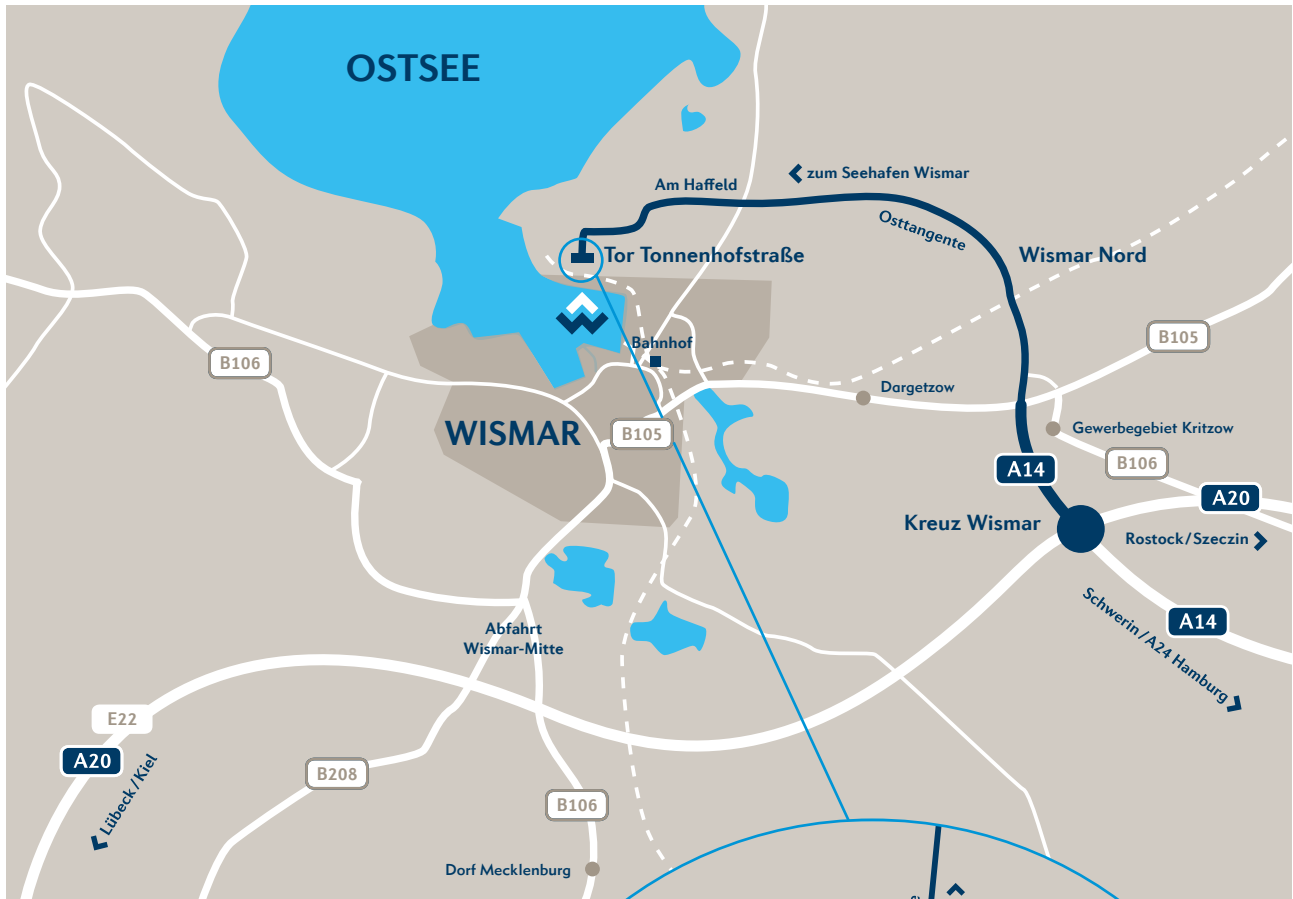 OSTSEE
zum Seehafen Wismar
Am Haffeld
Osttangente
Tor Tonnenhofstraße
Wismar Nord
B106
Bahnhof
B105
Dargetzow
WISMAR
B105
Gewerbegebiet Kritzow
B106
A14
A20
Kreuz Wismar
Rostock/Szeczin
Schwerin/A24 Hamburg
A14
Abfahrt
Wismar-Mitte
E22
A20
Lübeck/Kiel
B208
B106
Dorf Mecklenburg